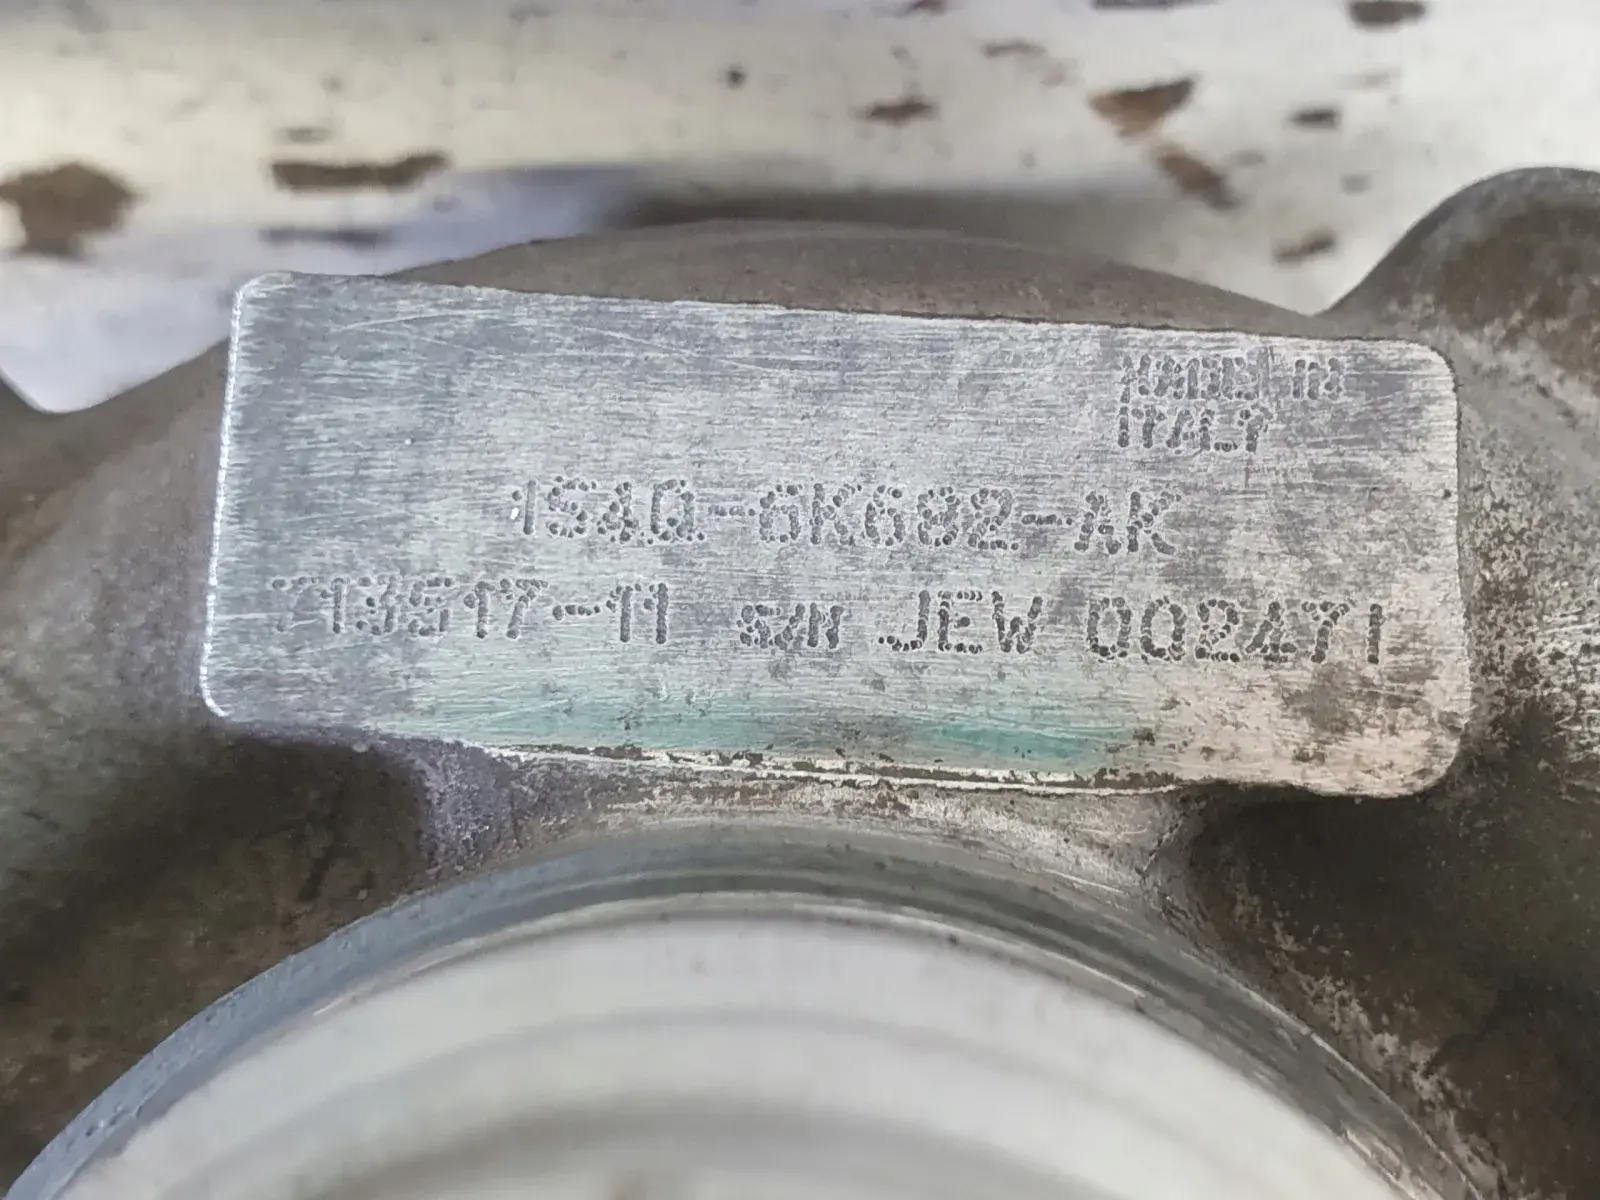 MADE IN
ITALY
1S4Q-6K682-AK
713517-11 S/N JEW 002471